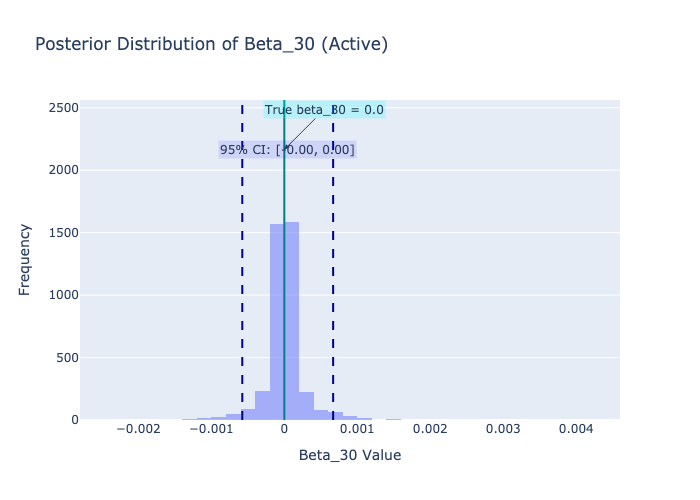 Posterior Distribution of Beta_30 (Active)
True beta_30 = 0.0
95% CI: [-0.00, 0.00]
Frequency
2500
2000
1500
1000
500
0
−0.002
−0.001
0
0.001
0.002
0.003
0.004
Beta_30 Value